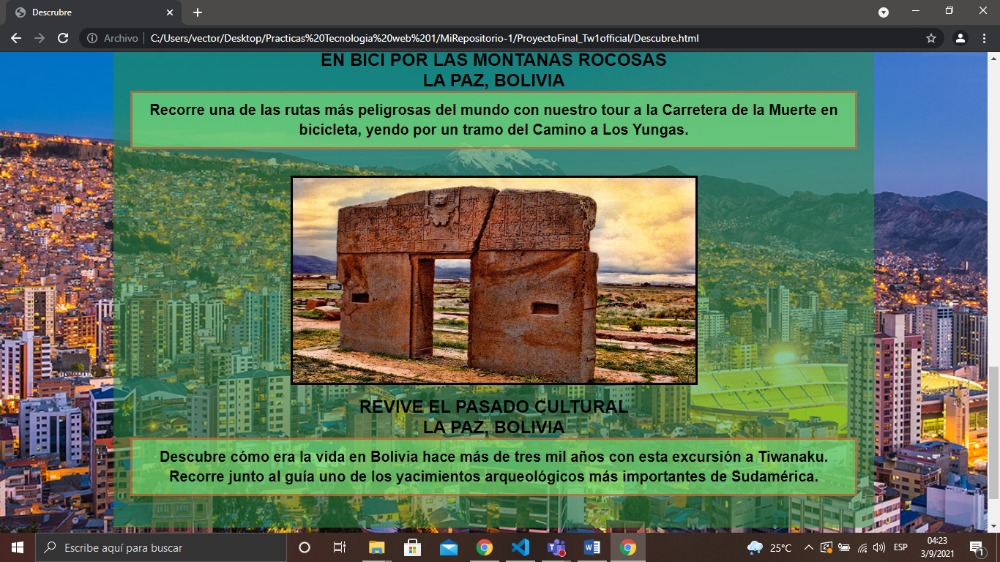 Descrubre
Archivo
C:/Users/vector/Desktop/Practicas%20Tecnologia%20web%201/MiRepositorio-1/ProyectoFinal_Tw1official/Descubre.html
EN BICI POR LAS MONTANAS ROCOSAS
LA PAZ, BOLIVIA
Recorre una de las rutas más peligrosas del mundo con nuestro tour a la Carretera de la Muerte en
bicicleta, yendo por un tramo del Camino a Los Yungas.
REVIVE EL PASADO CULTURAL
LA PAZ, BOLIVIA
Descubre cómo era la vida en Bolivia hace más de tres mil años con esta excursión a Tiwanaku.
Recorre junto al guía uno de los yacimientos arqueológicos más importantes de Sudamérica.
Escribe aquí para buscar
25°C
ESP
04:23
3/9/2021
1